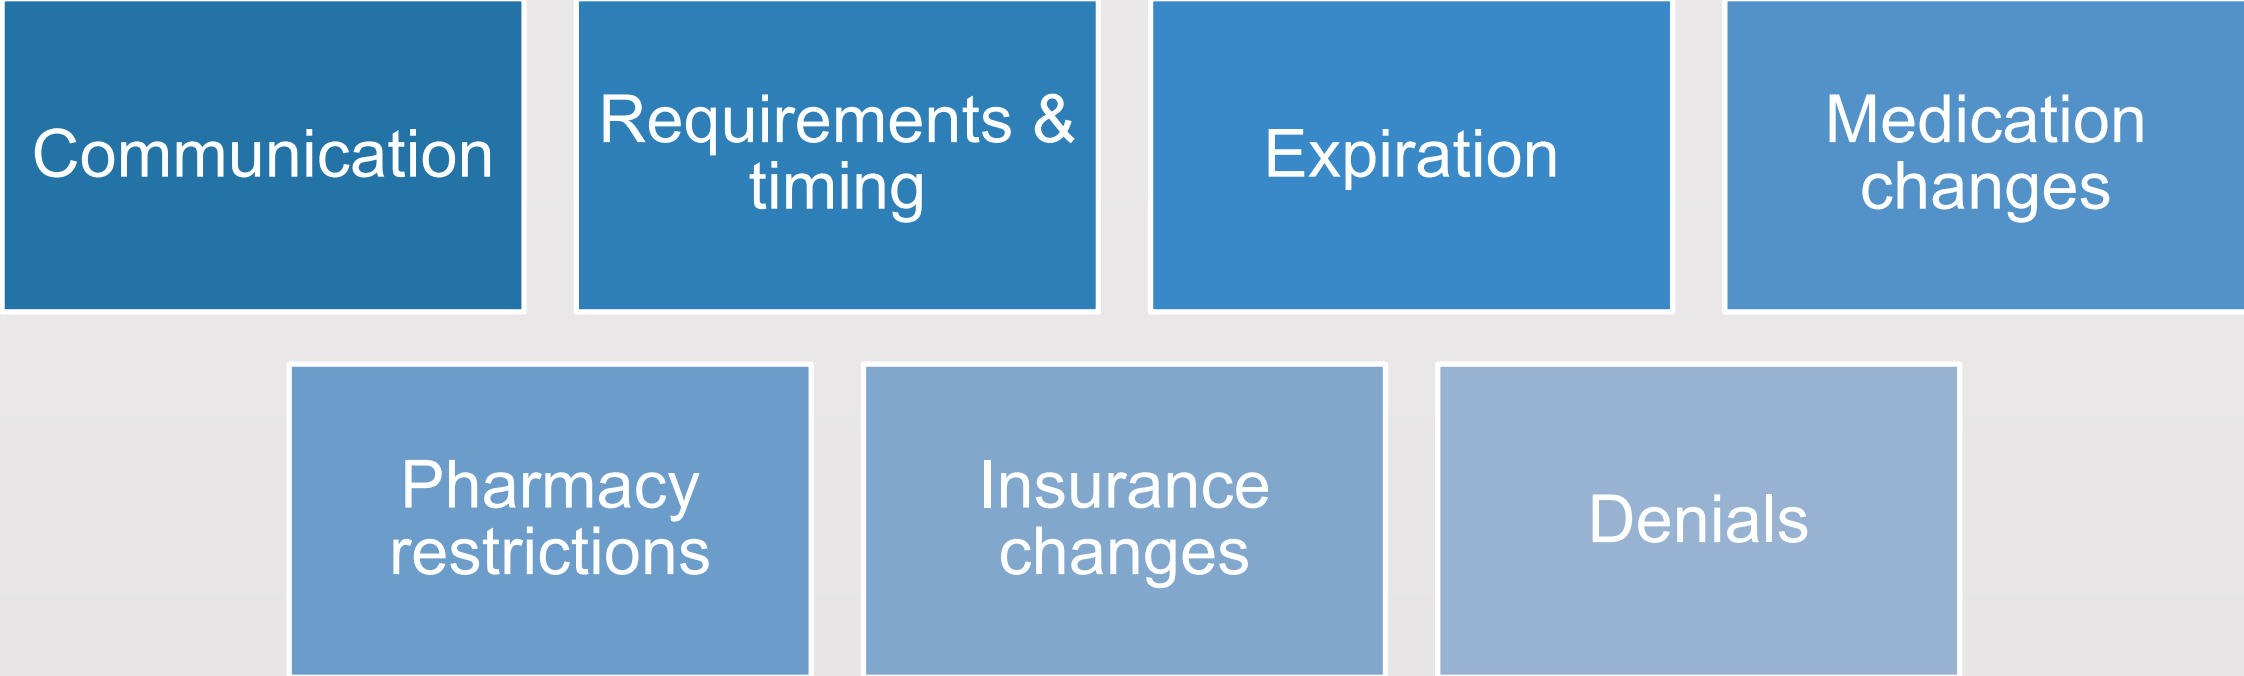 Communication
Requirements &
timing
Expiration
Medication
changes
Pharmacy
restrictions
Insurance
changes
Denials